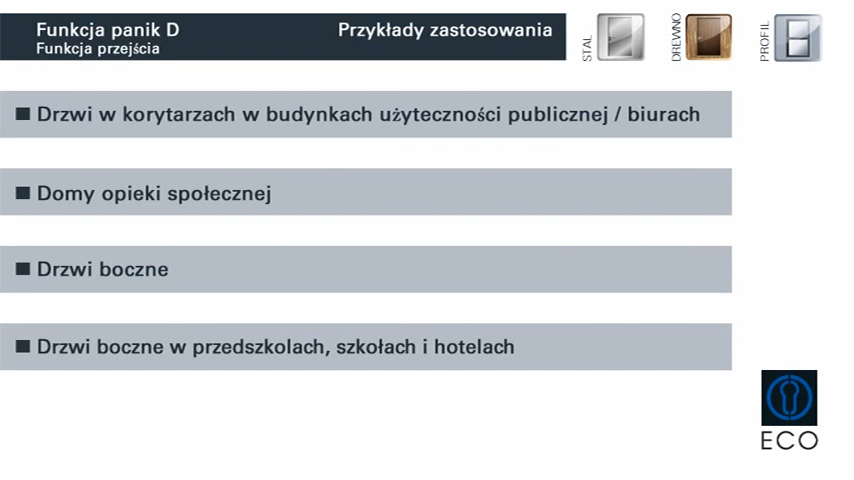 Funkcja panik D
Przykłady zastosowania
Funkcja przejścia
STAL
DREWNO
PROFIL
■ Drzwi w korytarzach w budynkach użyteczności publicznej / biurach
■ Domy opieki społecznej
■ Drzwi boczne
■ Drzwi boczne w przedszkolach, szkołach i hotelach
ECO